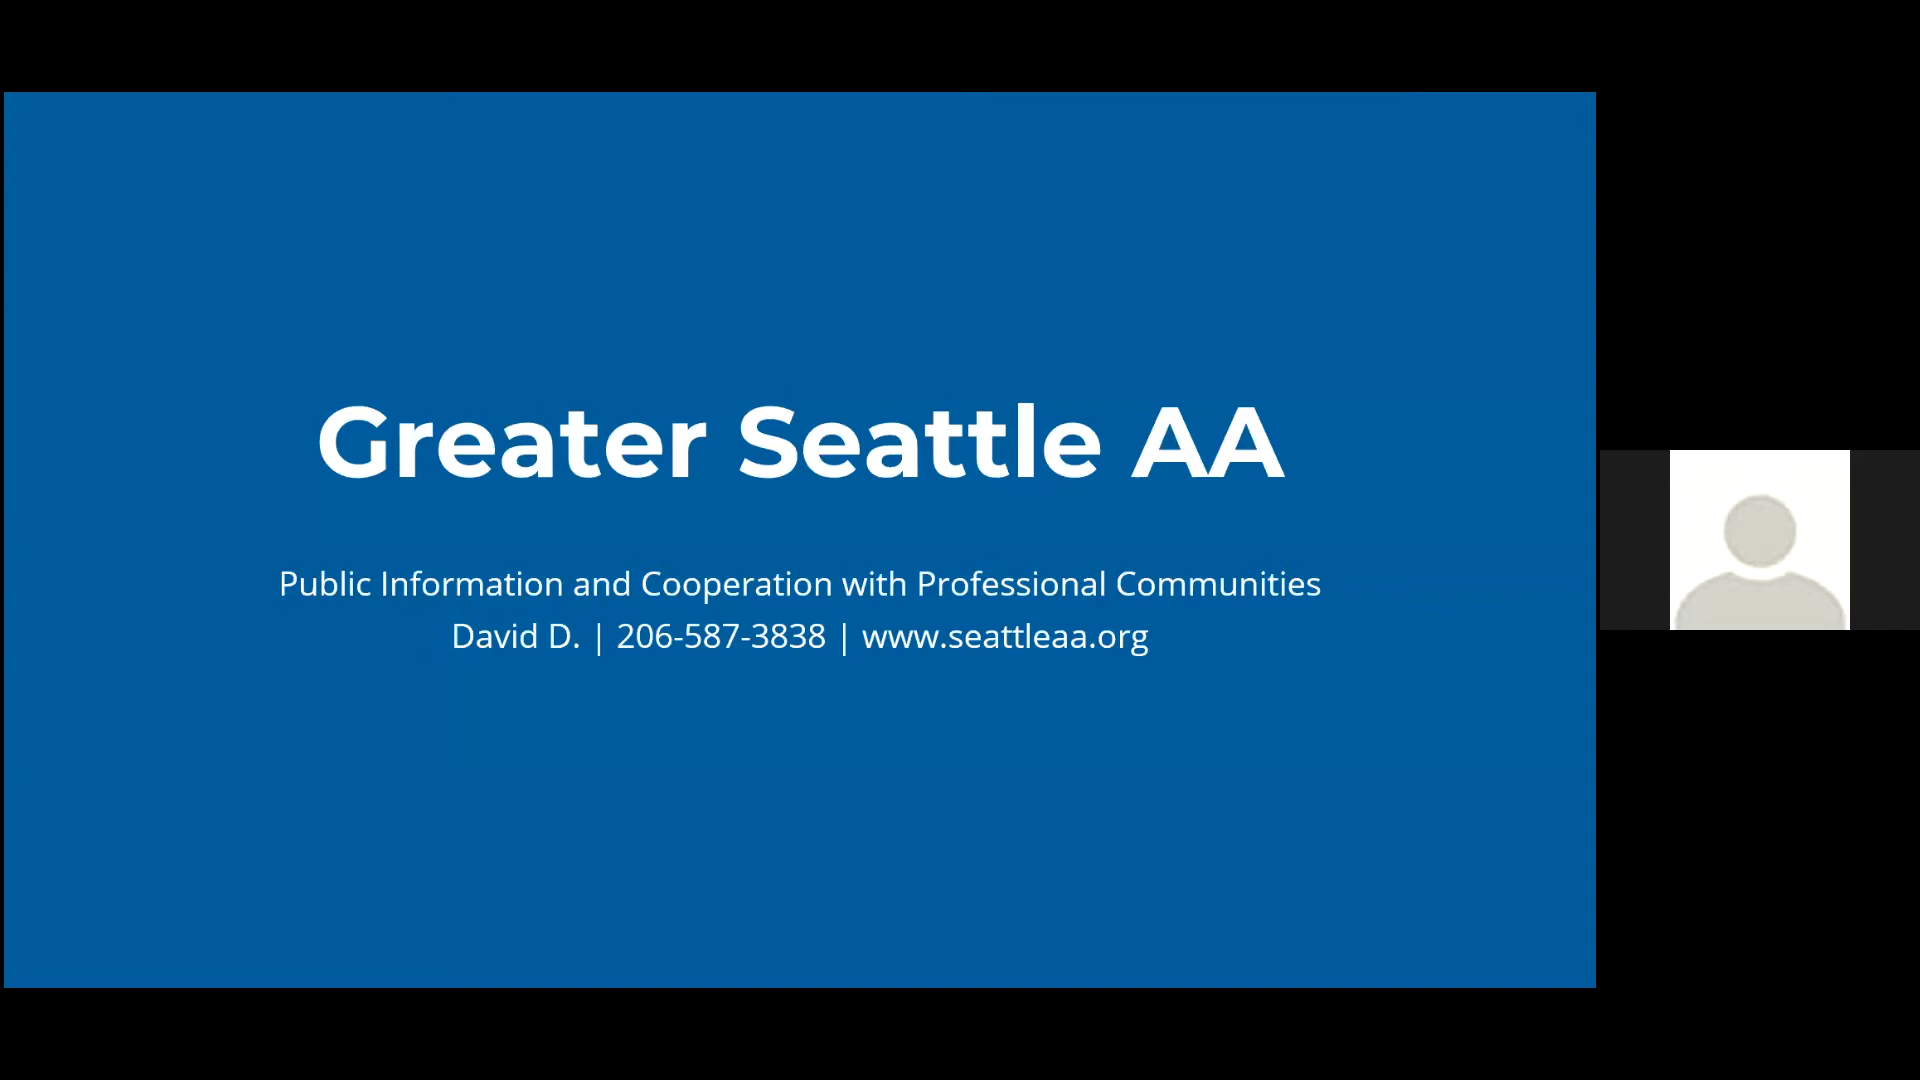 Greater Seattle AA
Public Information and Cooperation with Professional Communities
David D. | 206-587-3838 | www.seattleaa.org